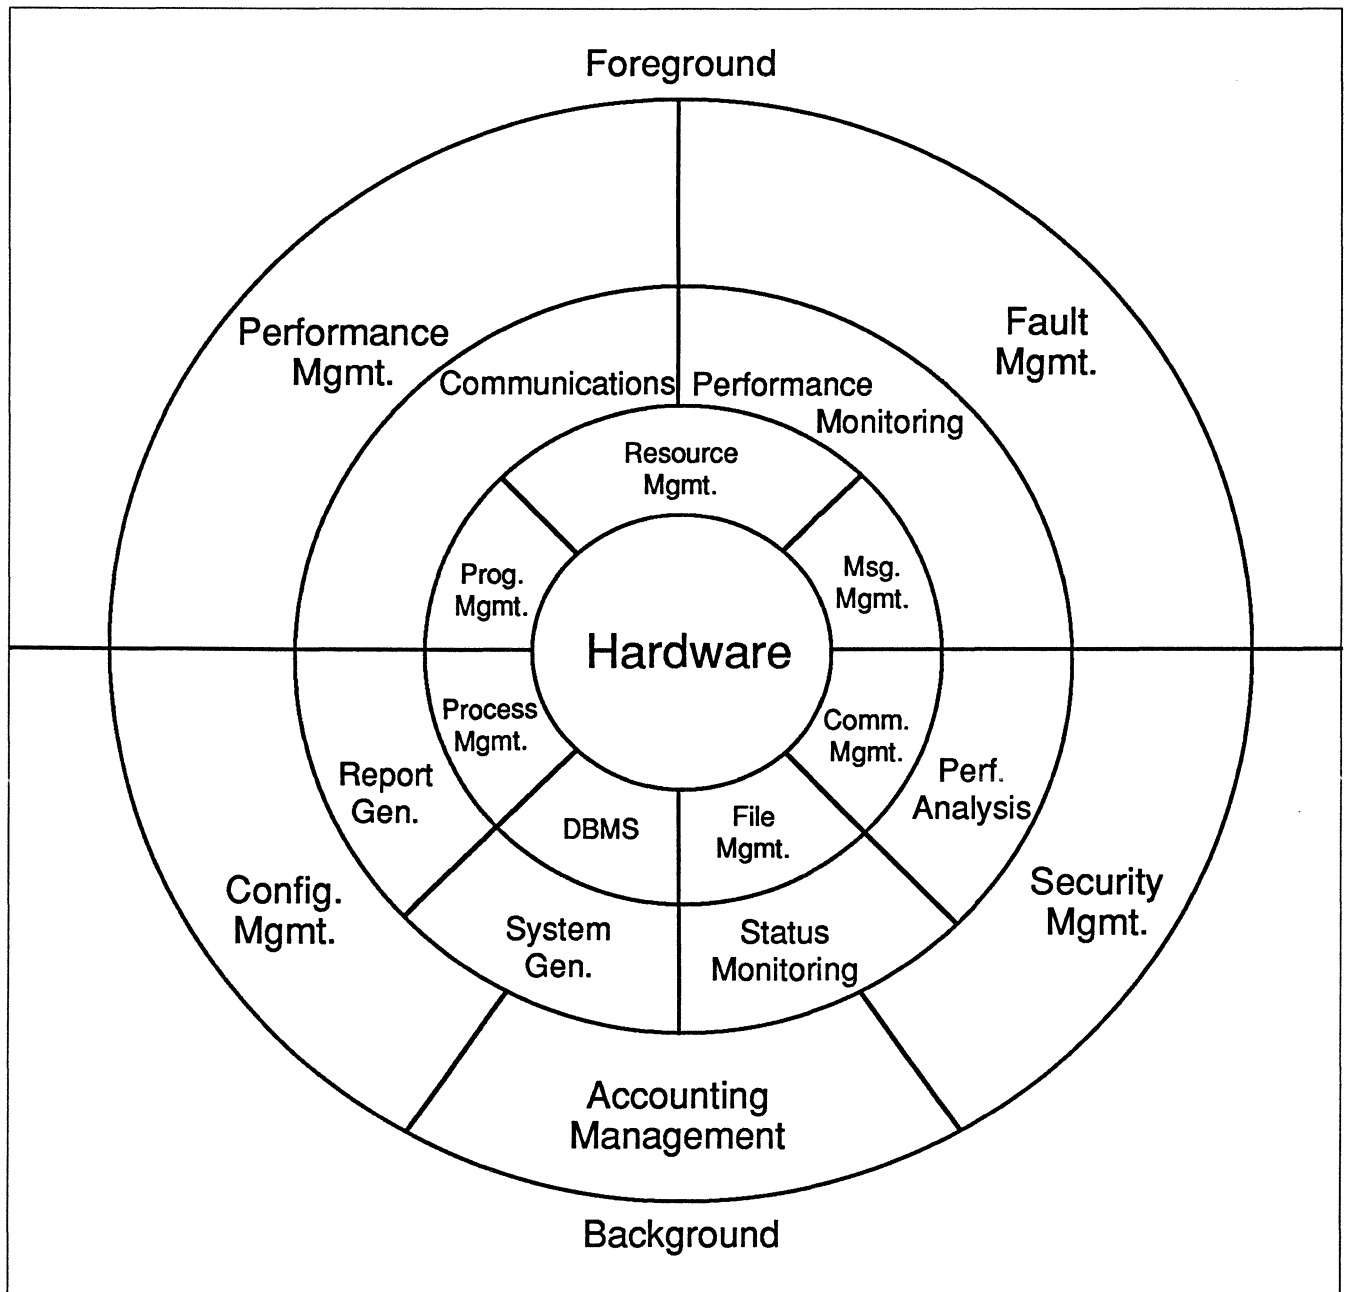 Foreground
Performance
Mgmt.
Fault
Mgmt.
Communications
Performance
Monitoring
Resource
Mgmt.
Prog.
Mgmt.
Msg.
Mgmt.
Hardware
Process
Mgmt.
Comm.
Mgmt.
Report
Gen.
Perf.
Analysis
DBMS
File
Mgmt.
Config.
Mgmt.
Security
Mgmt.
System
Gen.
Status
Monitoring
Accounting
Management
Background